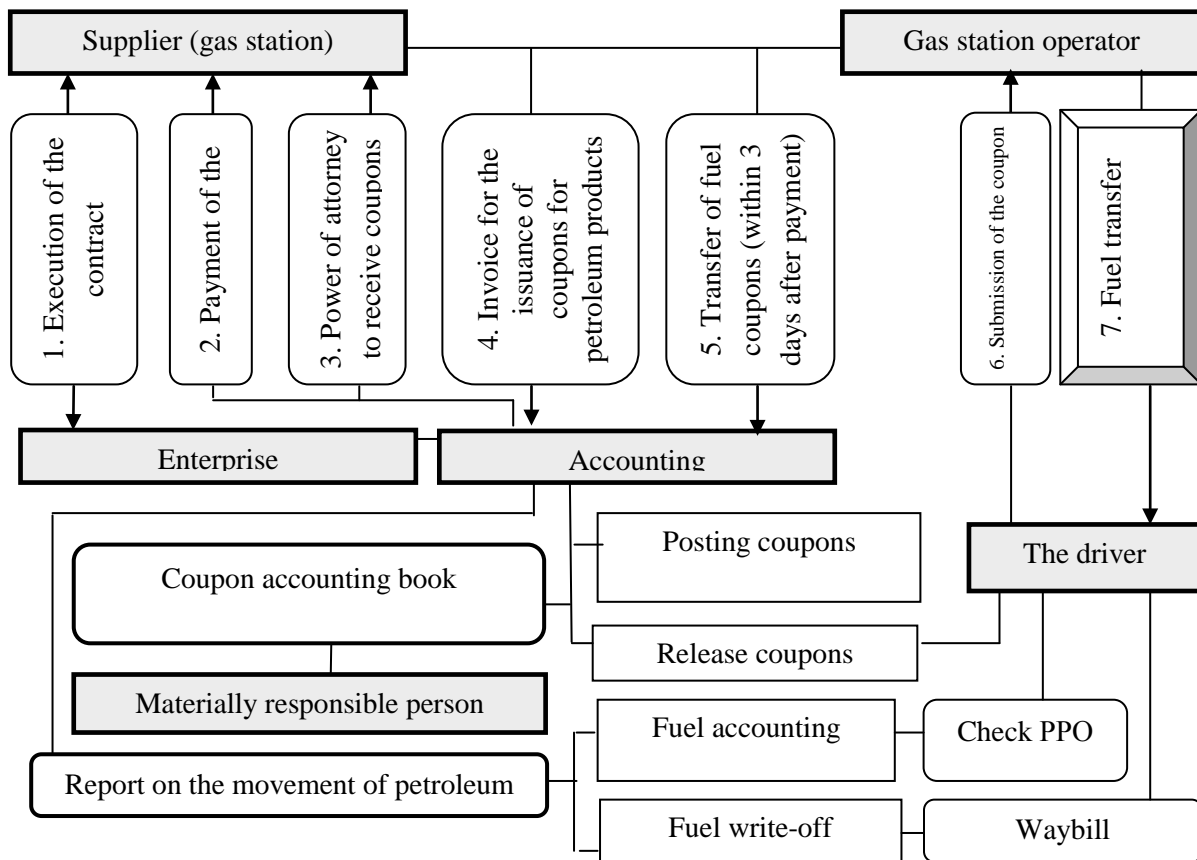 Supplier (gas station)
Gas station operator
1. Execution of the
contract
2. Payment of the
3. Power of attorney
to receive coupons
4. Invoice for the
issuance of
coupons for
petroleum products
5. Transfer of fuel
coupons (within 3
days after payment)
6. Submission of the coupon
7. Fuel transfer
Enterprise
Accounting
Posting coupons
The driver
Coupon accounting book
Release coupons
Materially responsible person
Fuel accounting
Check PPO
Report on the movement of petroleum
Fuel write-off
Waybill